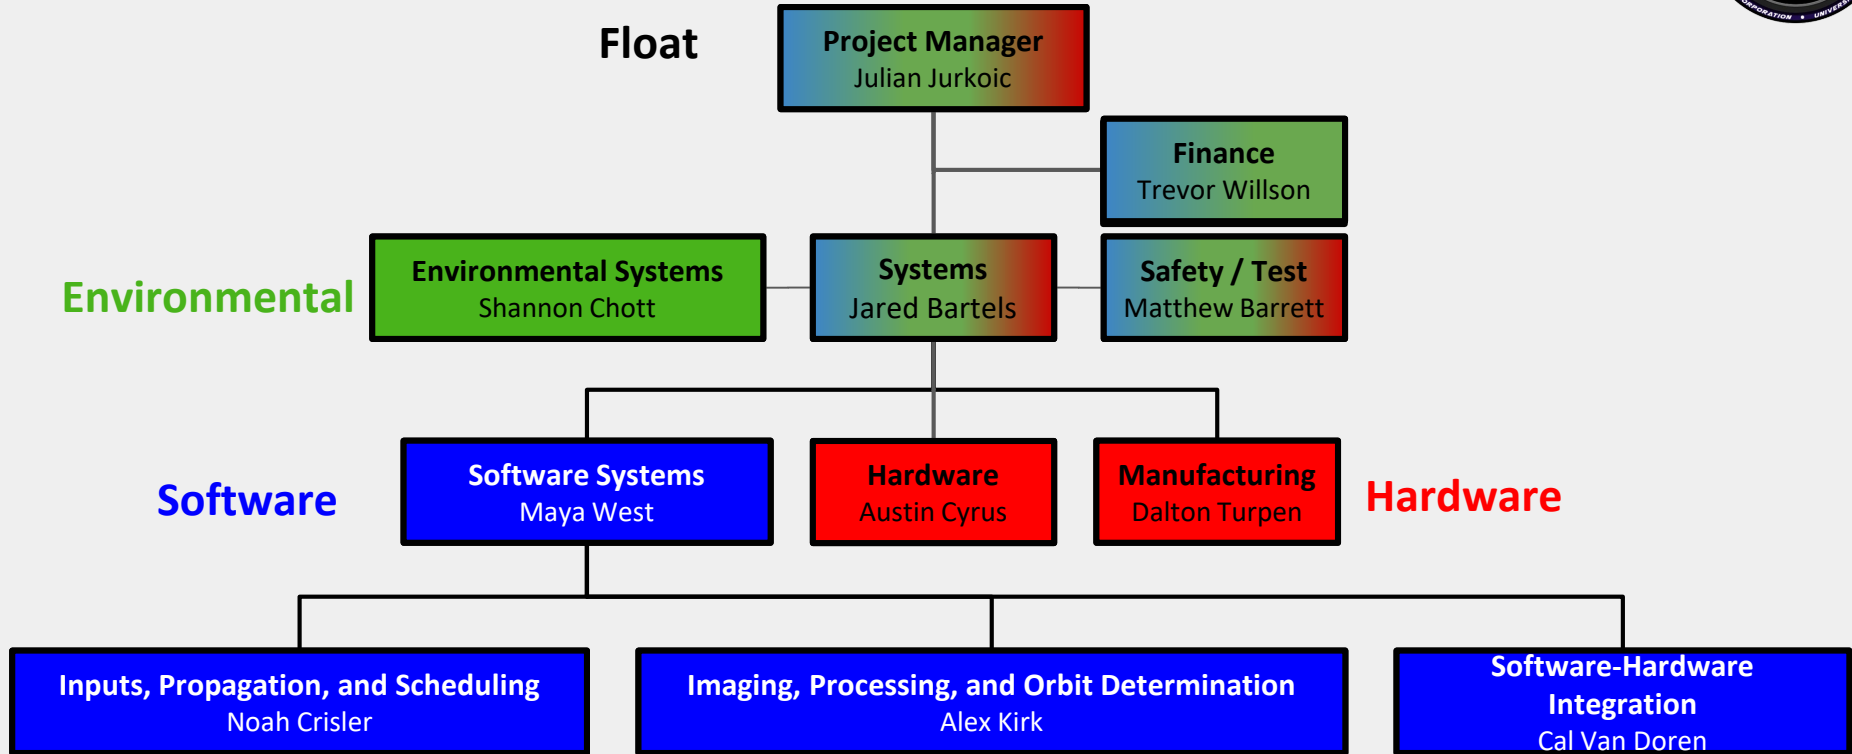 Float
Project Manager
Julian Jurkoic
Finance
Trevor Willson
Environmental
Environmental Systems
Shannon Chott
Systems
Jared Bartels
Safety / Test
Matthew Barrett
Software
Software Systems
Maya West
Hardware
Austin Cyrus
Manufacturing
Dalton Turpen
Hardware
Inputs, Propagation, and Scheduling
Noah Crisler
Imaging, Processing, and Orbit Determination
Alex Kirk
Software-Hardware
Integration
Cal Van Doren